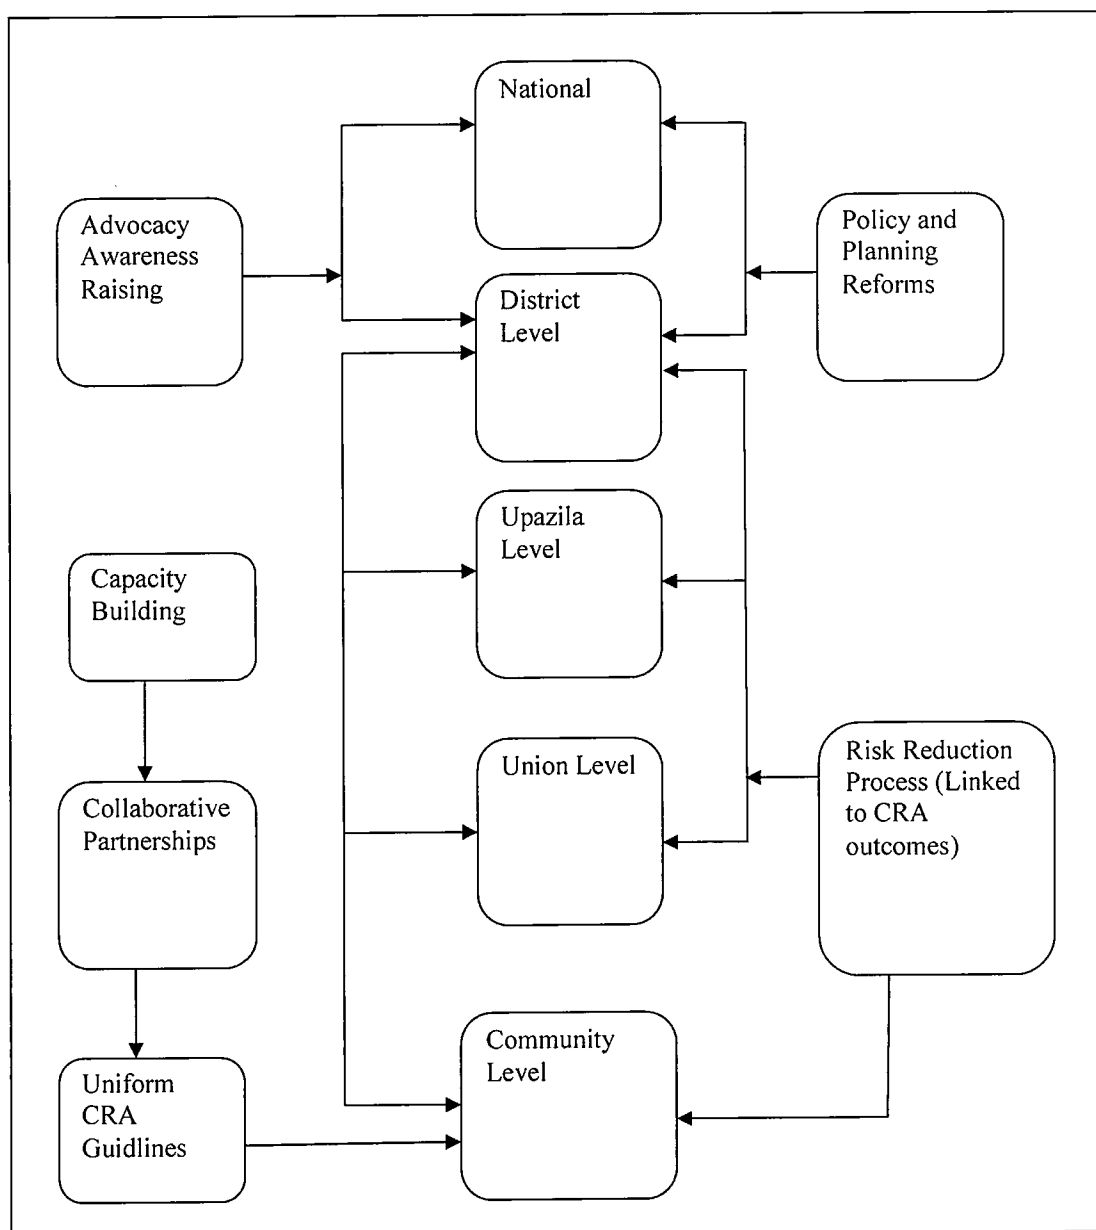 National
Advocacy
Awareness
Raising
Policy and
Planning
Reforms
District
Level
Upazila
Level
Capacity
Building
Union Level
Risk Reduction
Process (Linked
to CRA
outcomes)
Collaborative
Partnerships
Community
Level
Uniform
CRA
Guidlines